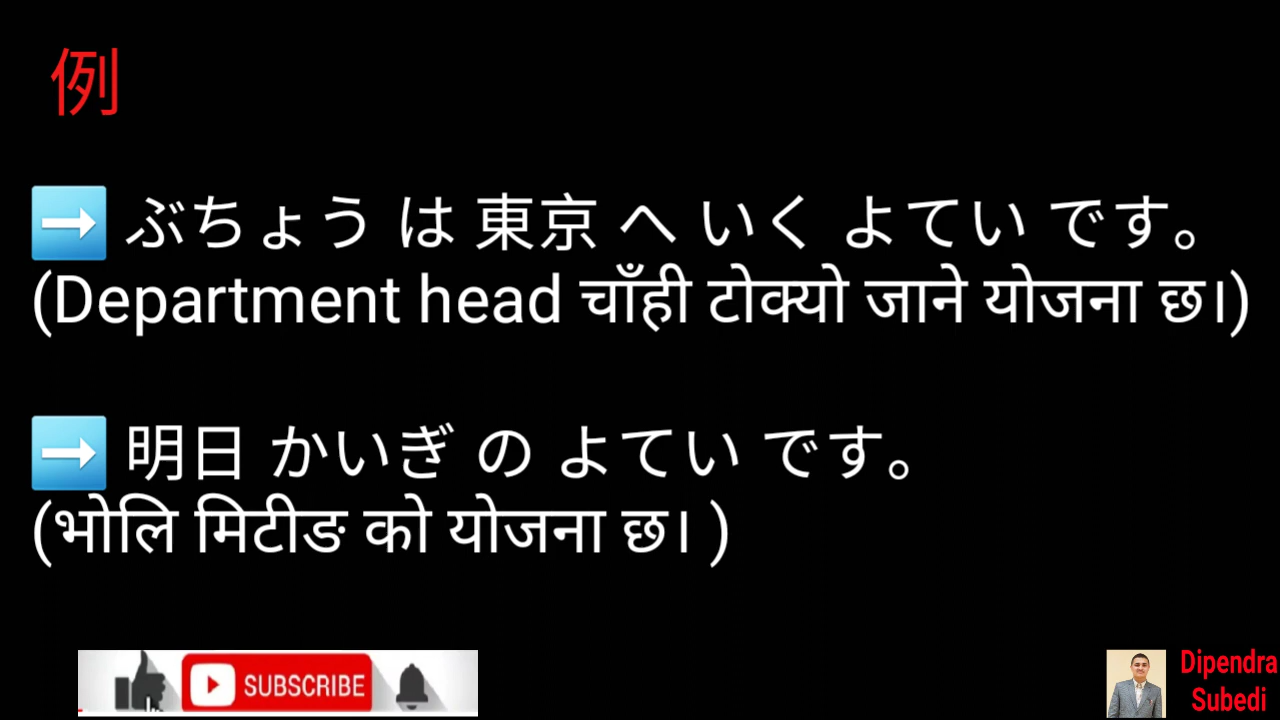 例
➡ ぶちょう は 東京 へ いく よてい です。
(Department head चाँही टोक्यो जाने योजना छ।)
➡ 明日 かいぎ の よてい です。
(भोलि मिटीङ को योजना छ। )
SUBSCRIBE
Dipendra
Subedi